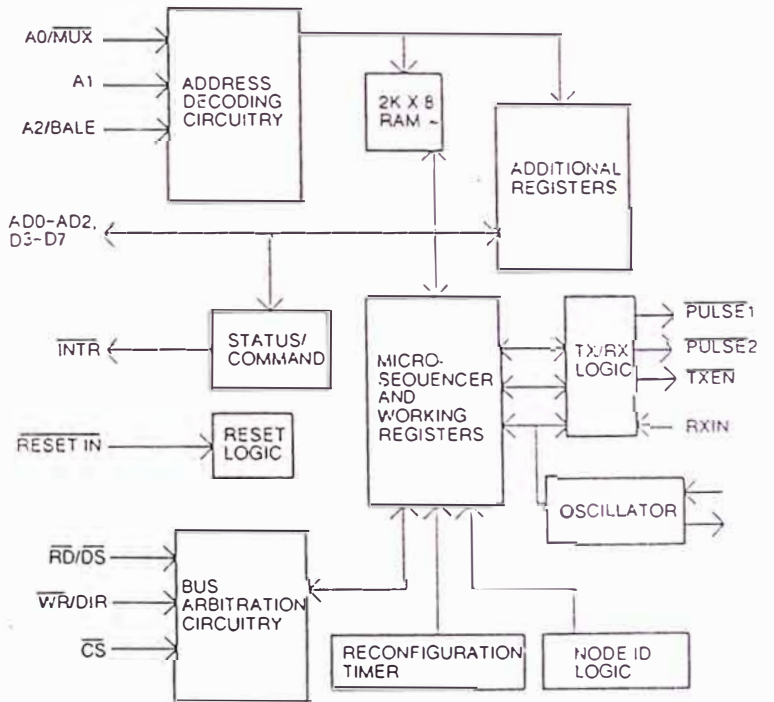 A0/MUX
A1
A2/BALE
ADDRESS
DECODING
CIRCUITRY
2K X 8
RAM ~
ADDITIONAL
REGISTERS
AD0-AD2,
D3-D7
INTR
STATUS/
COMMAND
MICRO-
SEQUENCER
AND
WORKING
REGISTERS
TX/RX
LOGIC
PULSE1
PULSE2
TXEN
RXIN
RESET IN
RESET
LOGIC
OSCILLATOR
RD/DS
WR/DIR
CS
BUS
ARBITRATION
CIRCUITRY
RECONFIGURATION
TIMER
NODE ID
LOGIC